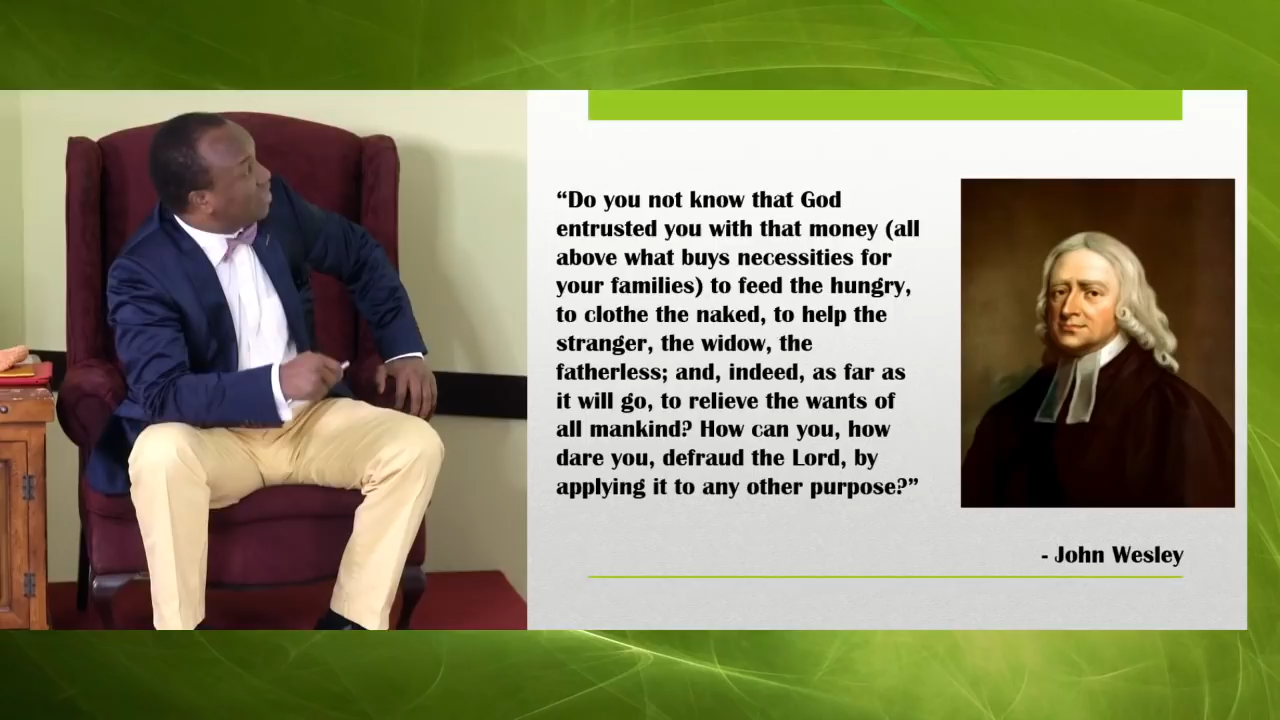 “Do you not know that God
entrusted you with that money (all
above what buys necessities for
your families) to feed the hungry,
to clothe the naked, to help the
stranger, the widow, the
fatherless; and, indeed, as far as
it will go, to relieve the wants of
all mankind? How can you, how
dare you, defraud the Lord, by
applying it to any other purpose?”
- John Wesley